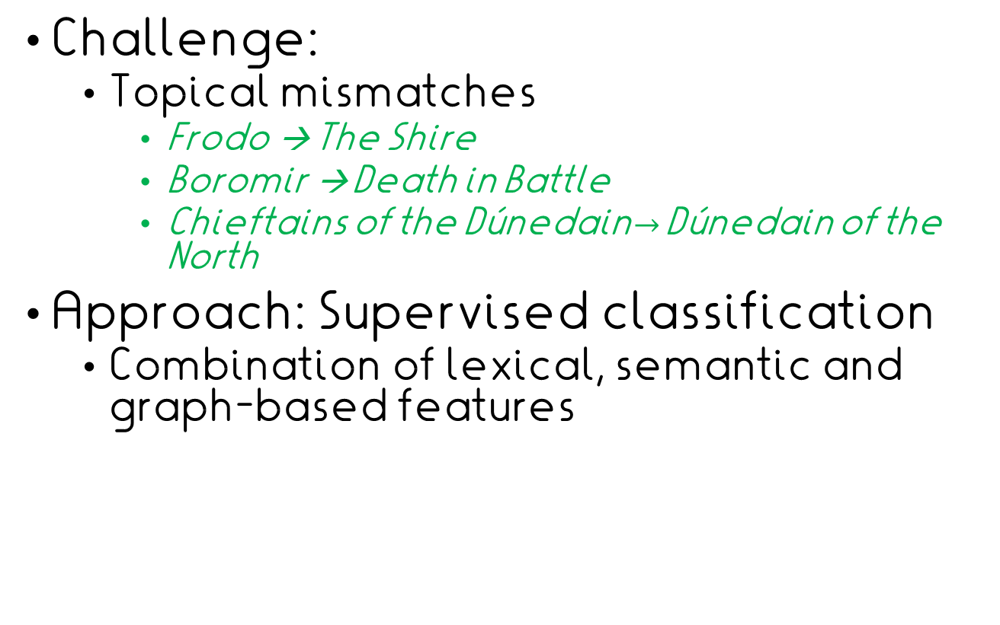 • Challenge:
• Topical mismatches
• Frodo → The Shire
• Boromir → Death in Battle
• Chieftains of the Dúnedain→ Dúnedain of the
North
• Approach: Supervised classification
• Combination of lexical, semantic and
graph-based features